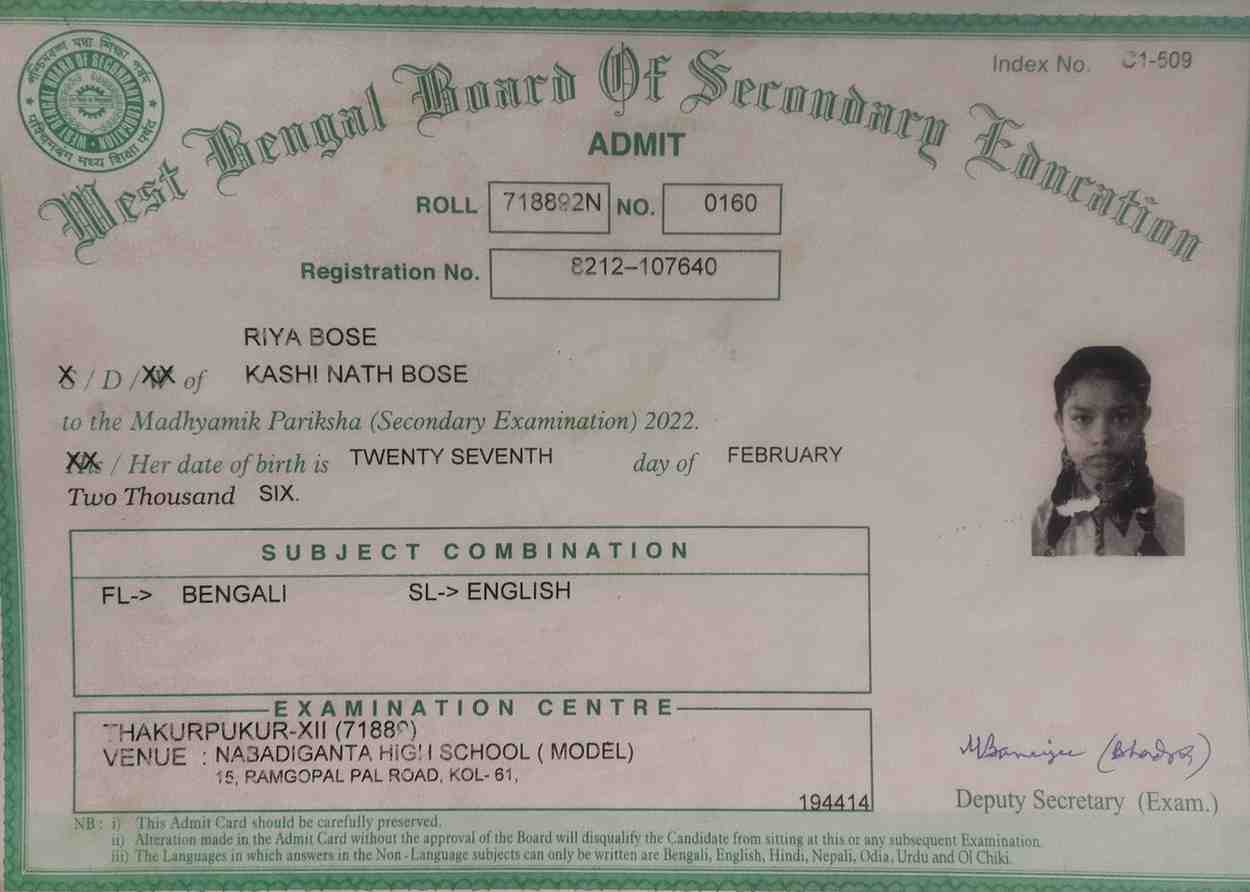 Index No. C1-509
West Bengal Board Of Secondary Education
WEST BENGAL BOARD OF SECONDARY EDUCATION
ADMIT
ROLL 718892N NO. 0160
Registration No. 8212-107640
RIYA BOSE
S / D / W of KASHI NATH BOSE
to the Madhyamik Pariksha (Secondary Examination) 2022.
His / Her date of birth is TWENTY SEVENTH day of FEBRUARY
Two Thousand SIX.
SUBJECT COMBINATION
FL-> BENGALI SL-> ENGLISH
EXAMINATION CENTRE
THAKURPUKUR-XII
VENUE : NABADIGANTA HIGH SCHOOL ( MODEL)
15, RAMGOPAL PAL ROAD, KOL- 61,
194414
Deputy Secretary (Exam.)
NB : i) This Admit Card should be carefully preserved.
ii) Alteration made in the Admit Card without the approval of the Board will disqualify the Candidate from sitting at this or any subsequent Examination.
iii) The Languages in which answers in the Non - Language subjects can only be written are Bengali, English, Hindi, Nepali, Odia, Urdu and Ol Chiki.